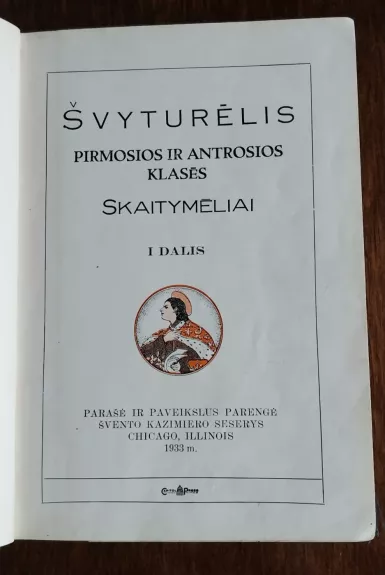 ŠVYTURĖLIS
PIRMOSIOS IR ANTROSIOS
KLASĖS
SKAITYMĖLIAI
I DALIS
PARAŠĖ IR PAVEIKSLUS PARENGĖ
ŠVENTO KAZIMIERO SESERYS
CHICAGO, ILLINOIS
1933 m.